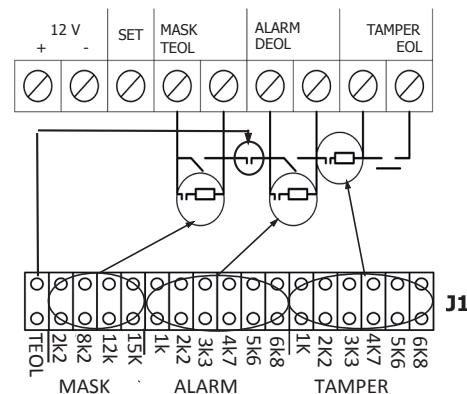 12 V SET MASK ALARM TAMPER
+ - TEOL DEOL EOL
J1
TEOL 2k2 8k2 12k 15K 1k 2k2 3k3 4k7 5k6 6k8 1K 2K2 3K3 4K7 5K6 6K8
MASK ALARM TAMPER